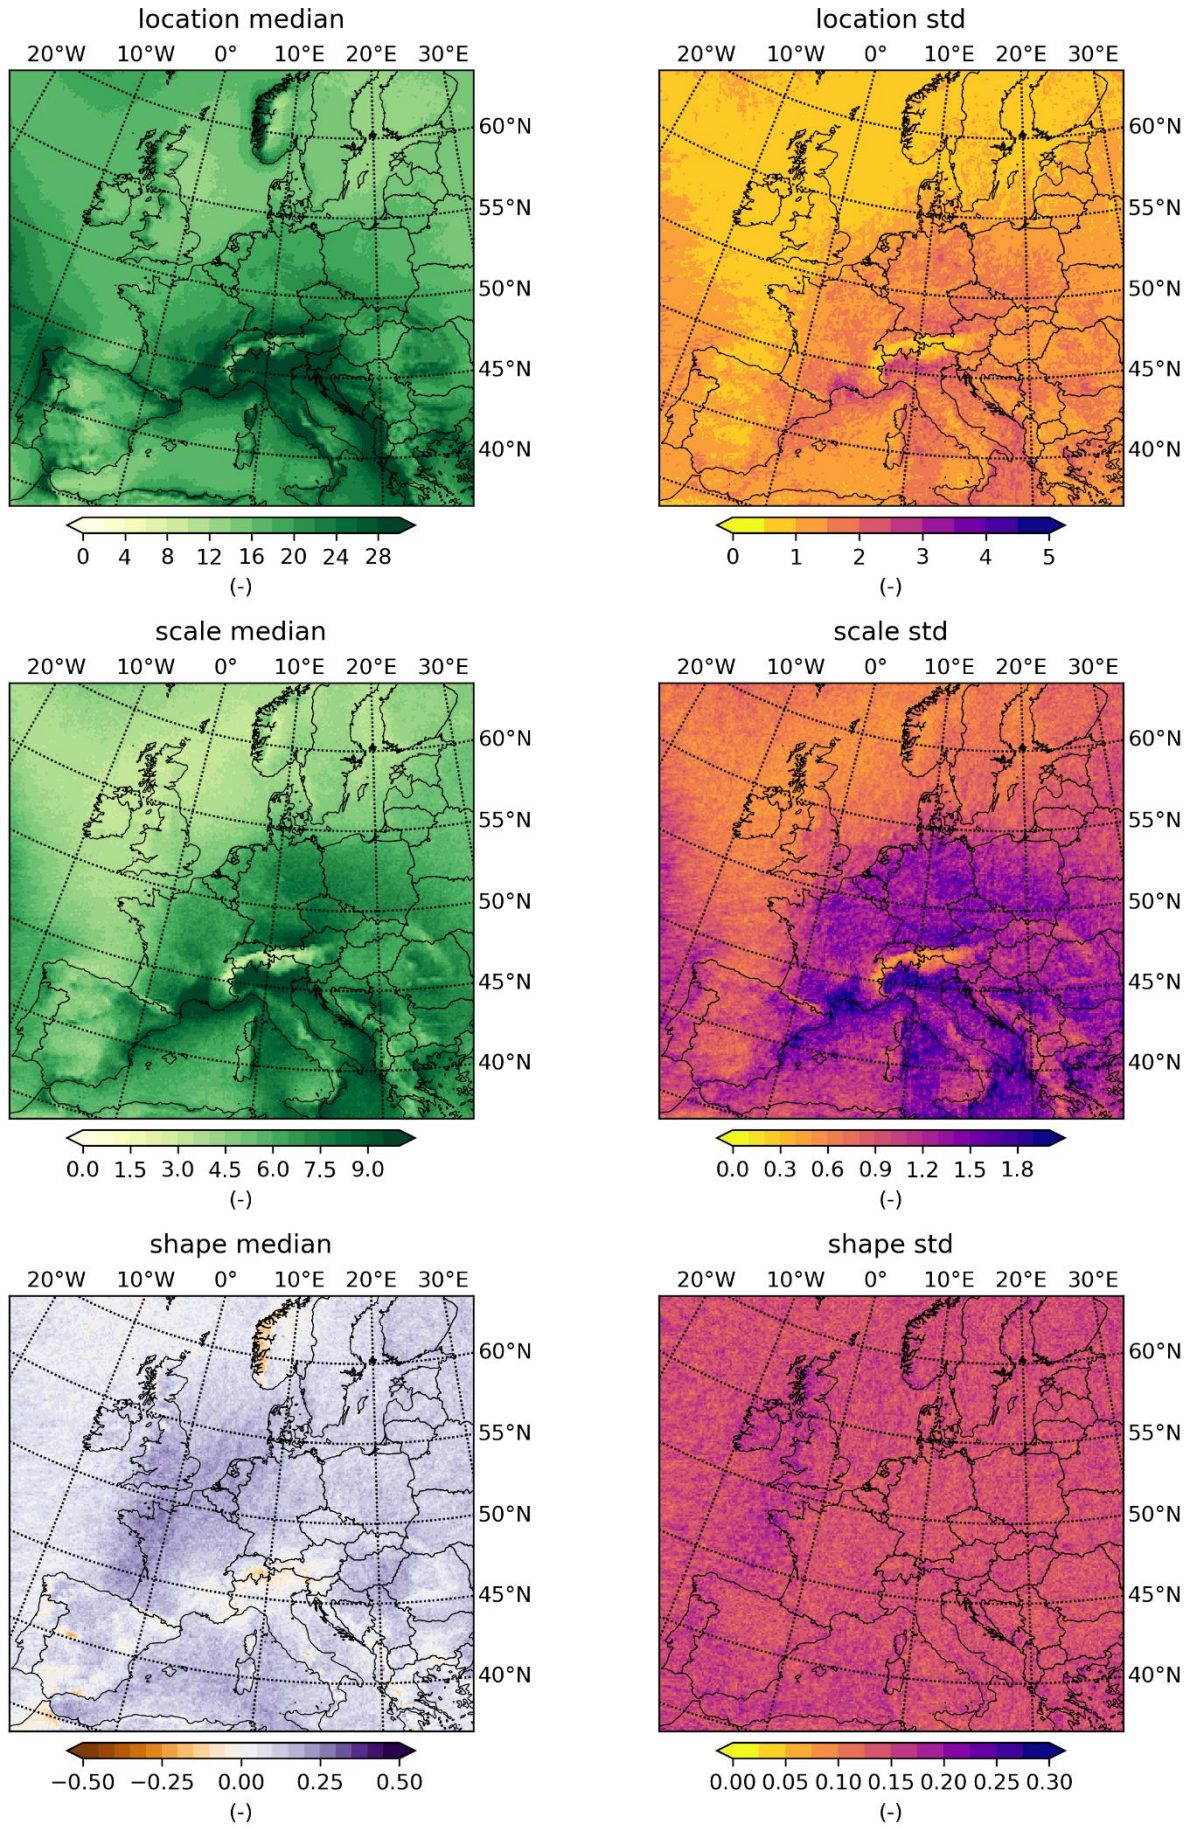 location median
location std
20°W 10°W 0° 10°E 20°E 30°E
20°W 10°W 0° 10°E 20°E 30°E
60°N
60°N
55°N
55°N
50°N
50°N
45°N
45°N
40°N
40°N
0 4 8 12 16 20 24 28
0 1 2 3 4 5
(-)
(-)
scale median
scale std
20°W 10°W 0° 10°E 20°E 30°E
20°W 10°W 0° 10°E 20°E 30°E
60°N
60°N
55°N
55°N
50°N
50°N
45°N
45°N
40°N
40°N
0.0 1.5 3.0 4.5 6.0 7.5 9.0
0.0 0.3 0.6 0.9 1.2 1.5 1.8
(-)
(-)
shape median
shape std
20°W 10°W 0° 10°E 20°E 30°E
20°W 10°W 0° 10°E 20°E 30°E
60°N
60°N
55°N
55°N
50°N
50°N
45°N
45°N
40°N
40°N
−0.50 −0.25 0.00 0.25 0.50
0.00 0.05 0.10 0.15 0.20 0.25 0.30
(-)
(-)